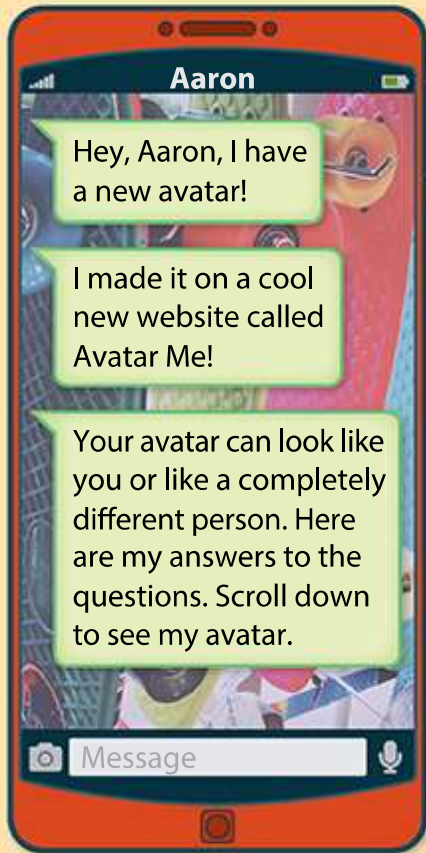 Aaron
Hey, Aaron, I have
a new avatar!
I made it on a cool
new website called
Avatar Me!
Your avatar can look like
you or like a completely
different person. Here
are my answers to the
questions. Scroll down
to see my avatar.
Message